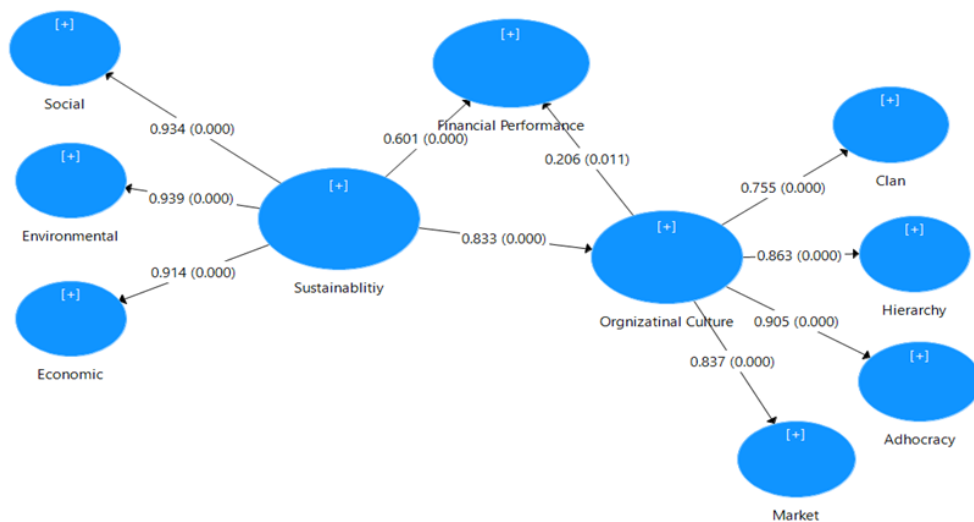 [+]
Social
[+]
Financial Performance
[+]
Clan
0.934 (0.000)
0.601 (0.000)
0.206 (0.011)
0.755 (0.000)
[+]
Environmental
0.939 (0.000)
[+]
Sustainablitiy
0.833 (0.000)
[+]
Orgnizatinal Culture
0.863 (0.000)
[+]
Hierarchy
0.914 (0.000)
[+]
Economic
0.905 (0.000)
0.837 (0.000)
[+]
Adhocracy
[+]
Market